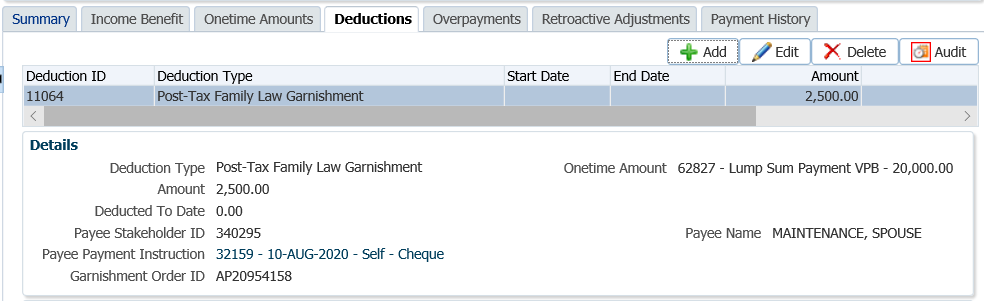 Summary Income Benefit Onetime Amounts Deductions Overpayments Retroactive Adjustments Payment History
Add Edit Delete Audit
Deduction ID Deduction Type Start Date End Date Amount
11064 Post-Tax Family Law Garnishment 2,500.00
Details
Deduction Type Post-Tax Family Law Garnishment Onetime Amount 62827 - Lump Sum Payment VPB - 20,000.00
Amount 2,500.00
Deducted To Date 0.00
Payee Stakeholder ID 340295 Payee Name MAINTENANCE, SPOUSE
Payee Payment Instruction 32159 - 10-AUG-2020 - Self - Cheque
Garnishment Order ID AP20954158